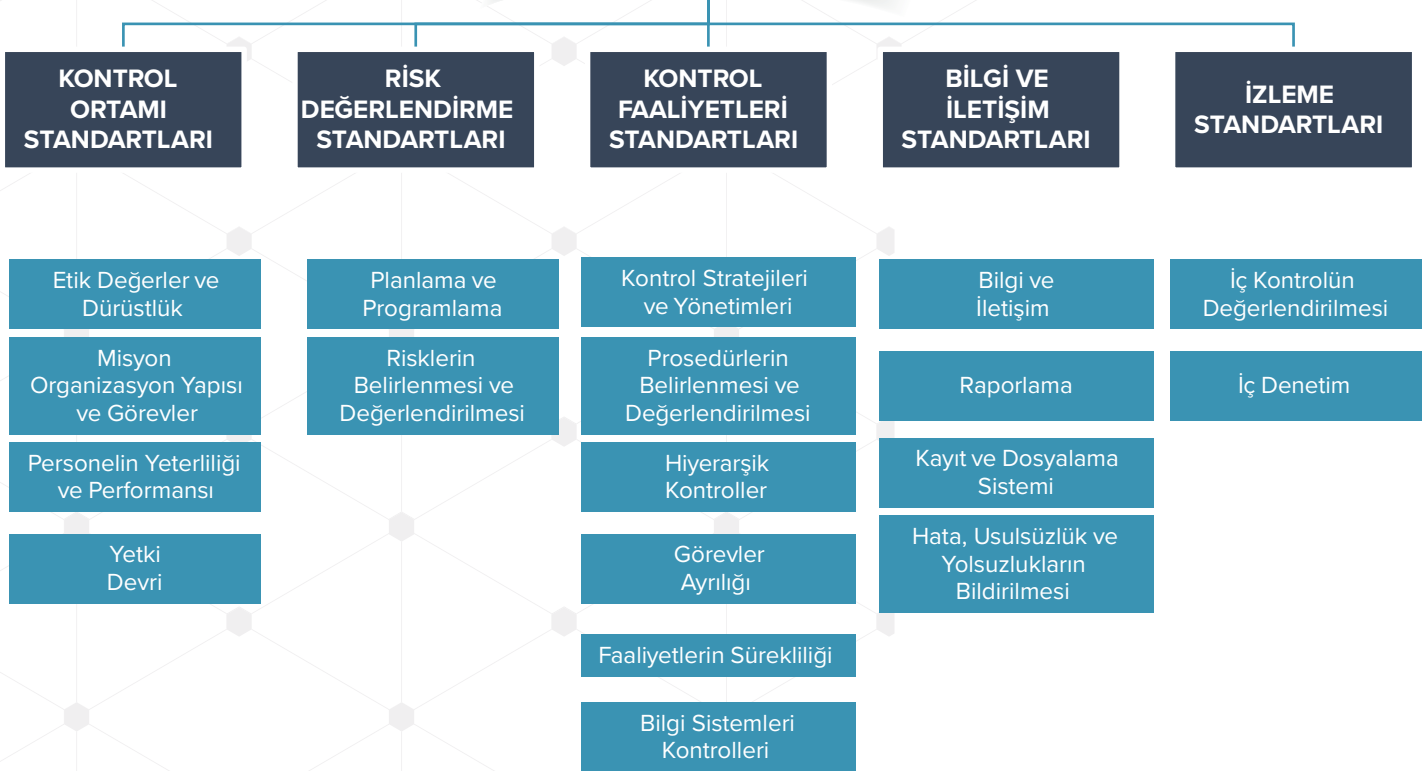 KONTROL
ORTAMI
STANDARTLARI
RİSK
DEĞERLENDİRME
STANDARTLARI
KONTROL
FAALİYETLERİ
STANDARTLARI
BİLGİ VE
İLETİŞİM
STANDARTLARI
İZLEME
STANDARTLARI
Etik Değerler ve
Dürüstlük
Misyon
Organizasyon Yapısı
ve Görevler
Personelin Yeterliliği
ve Performansı
Yetki
Devri
Planlama ve
Programlama
Risklerin
Belirlenmesi ve
Değerlendirilmesi
Kontrol Stratejileri
ve Yönetimleri
Prosedürlerin
Belirlenmesi ve
Değerlendirilmesi
Hiyerarşik
Kontroller
Görevler
Ayrılığı
Faaliyetlerin Sürekliliği
Bilgi Sistemleri
Kontrolleri
Bilgi ve
İletişim
Raporlama
Kayıt ve Dosyalama
Sistemi
Hata, Usulsüzlük ve
Yolsuzlukların
Bildirilmesi
İç Kontrolün
Değerlendirilmesi
İç Denetim